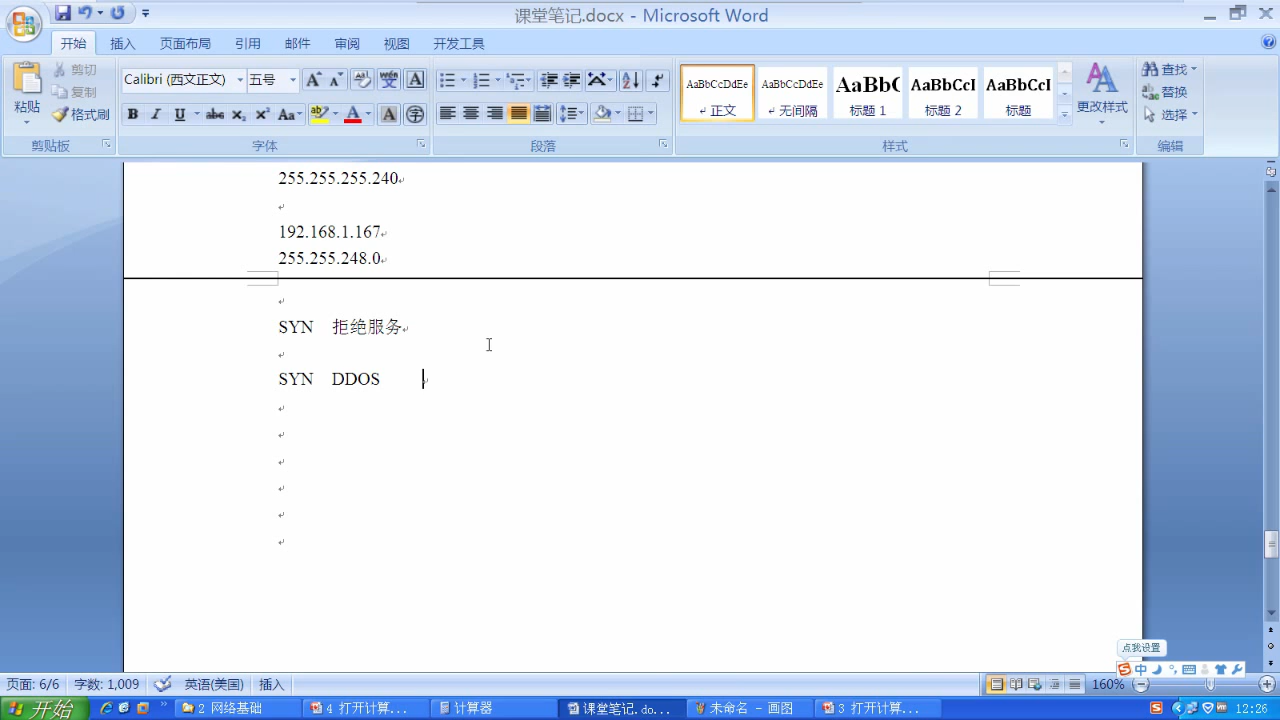 课堂笔记.docx - Microsoft Word
开始 插入 页面布局 引用 邮件 审阅 视图 开发工具
粘贴 剪切 复制 格式刷 剪贴板
Calibri (西文正文) 五号
字体
段落
AaBbCcDdEe AaBbCcDdEe AaBbC AaBbCcI AaBbCcI
正文 无间隔 标题 1 标题 2 标题
更改样式
样式
查找
替换
选择
编辑
255.255.255.240
192.168.1.167
255.255.248.0
SYN 拒绝服务
SYN DDOS
点我设置
中
页面: 6/6 字数: 1,009 英语(美国) 插入 160%
开始 2 网络基础 4 打开计算... 计算器 课堂笔记.do... 未命名 - 画图 3 打开计算... 12:26